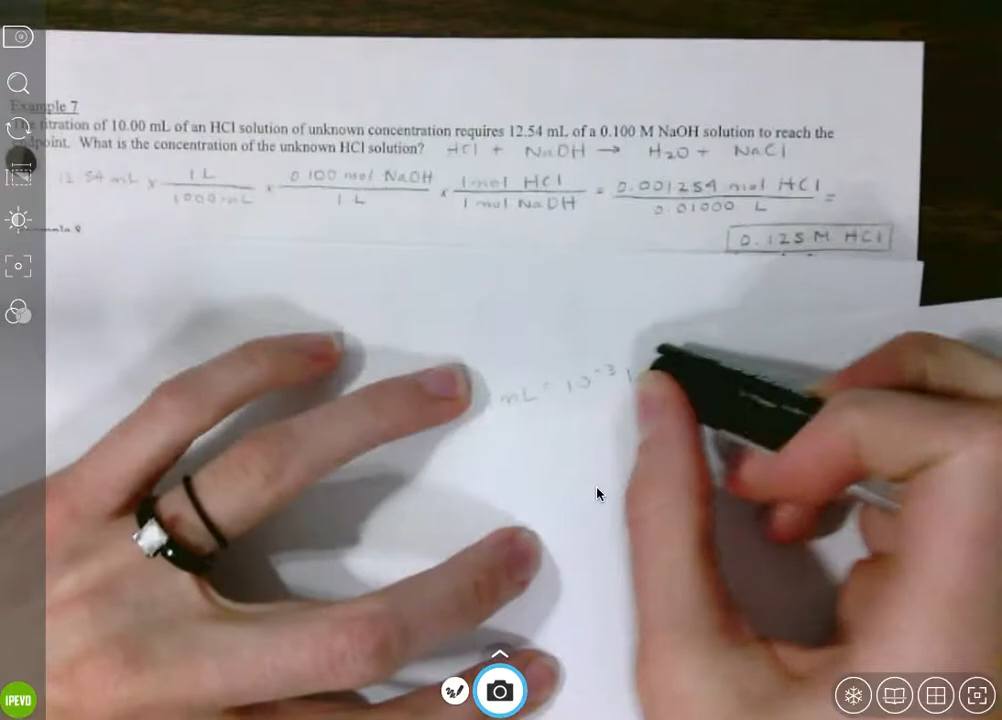 Example 7
The titration of 10.00 mL of an HCl solution of unknown concentration requires 12.54 mL of a 0.100 M NaOH solution to reach the
endpoint. What is the concentration of the unknown HCl solution? HCl + NaOH → H2O + NaCl
12.54 mL x 1 L / 1000 mL x 0.100 mol NaOH / 1 L x 1 mol HCl / 1 mol NaOH = 0.001254 mol HCl / 0.01000 L =
0.125 M HCl
mL = 10⁻³
IPEVO